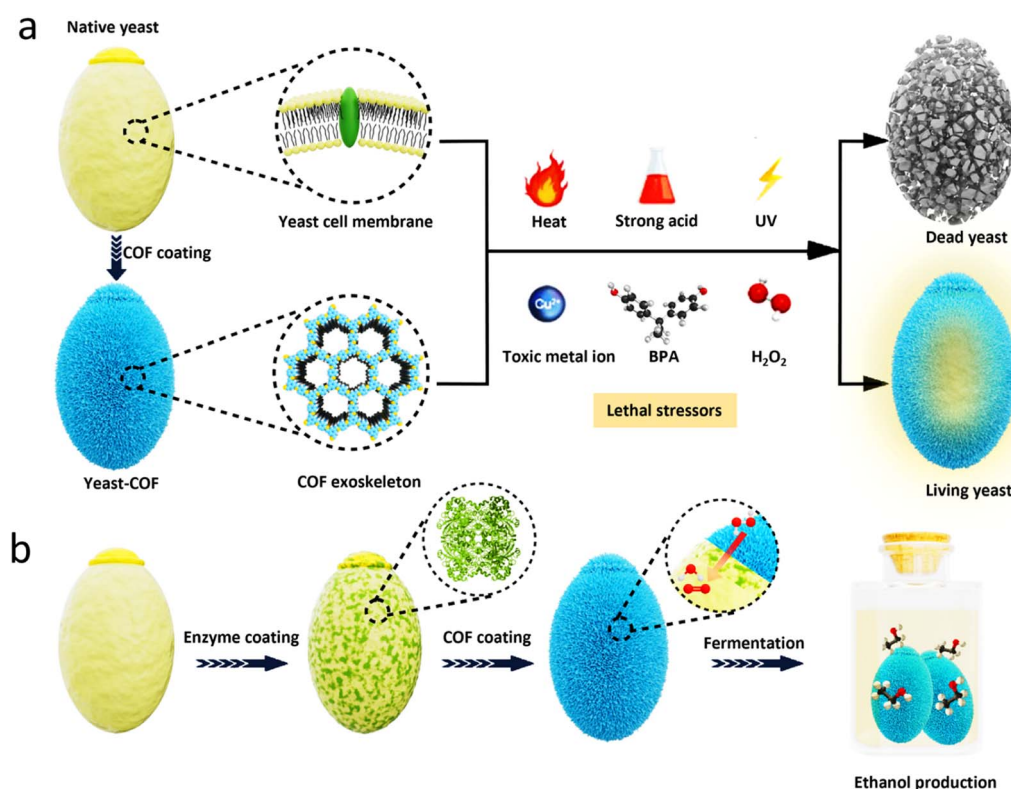 a
Native yeast
Yeast cell membrane
COF coating
Yeast-COF
COF exoskeleton
Heat
Strong acid
UV
Cu²⁺
Toxic metal ion
BPA
H₂O₂
Lethal stressors
Dead yeast
Living yeast
b
Enzyme coating
COF coating
Fermentation
Ethanol production